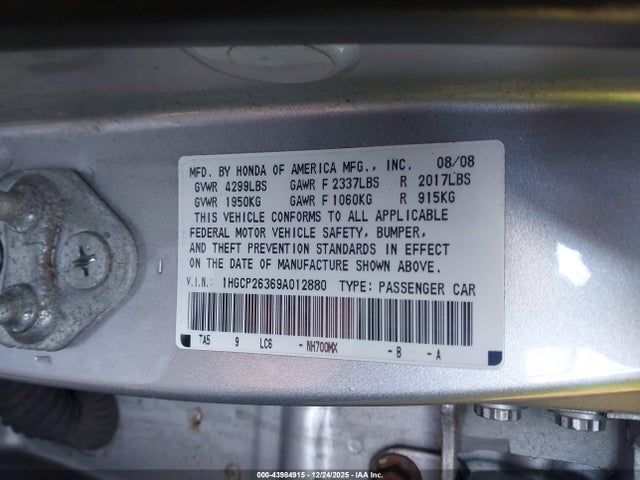 MFD. BY HONDA OF AMERICA MFG., INC. 08/08
GVWR 4299LBS GAWR F 2337LBS R 2017LBS
GVWR 1950KG GAWR F 1060KG R 915KG
THIS VEHICLE CONFORMS TO ALL APPLICABLE
FEDERAL MOTOR VEHICLE SAFETY, BUMPER,
AND THEFT PREVENTION STANDARDS IN EFFECT
ON THE DATE OF MANUFACTURE SHOWN ABOVE.
V.I.N.: 1HGCP26369A012880 TYPE: PASSENGER CAR
TA5 9 LC6 -NH700MX -B -A
000-43984915 - 12/24/2025 - IAA Inc.